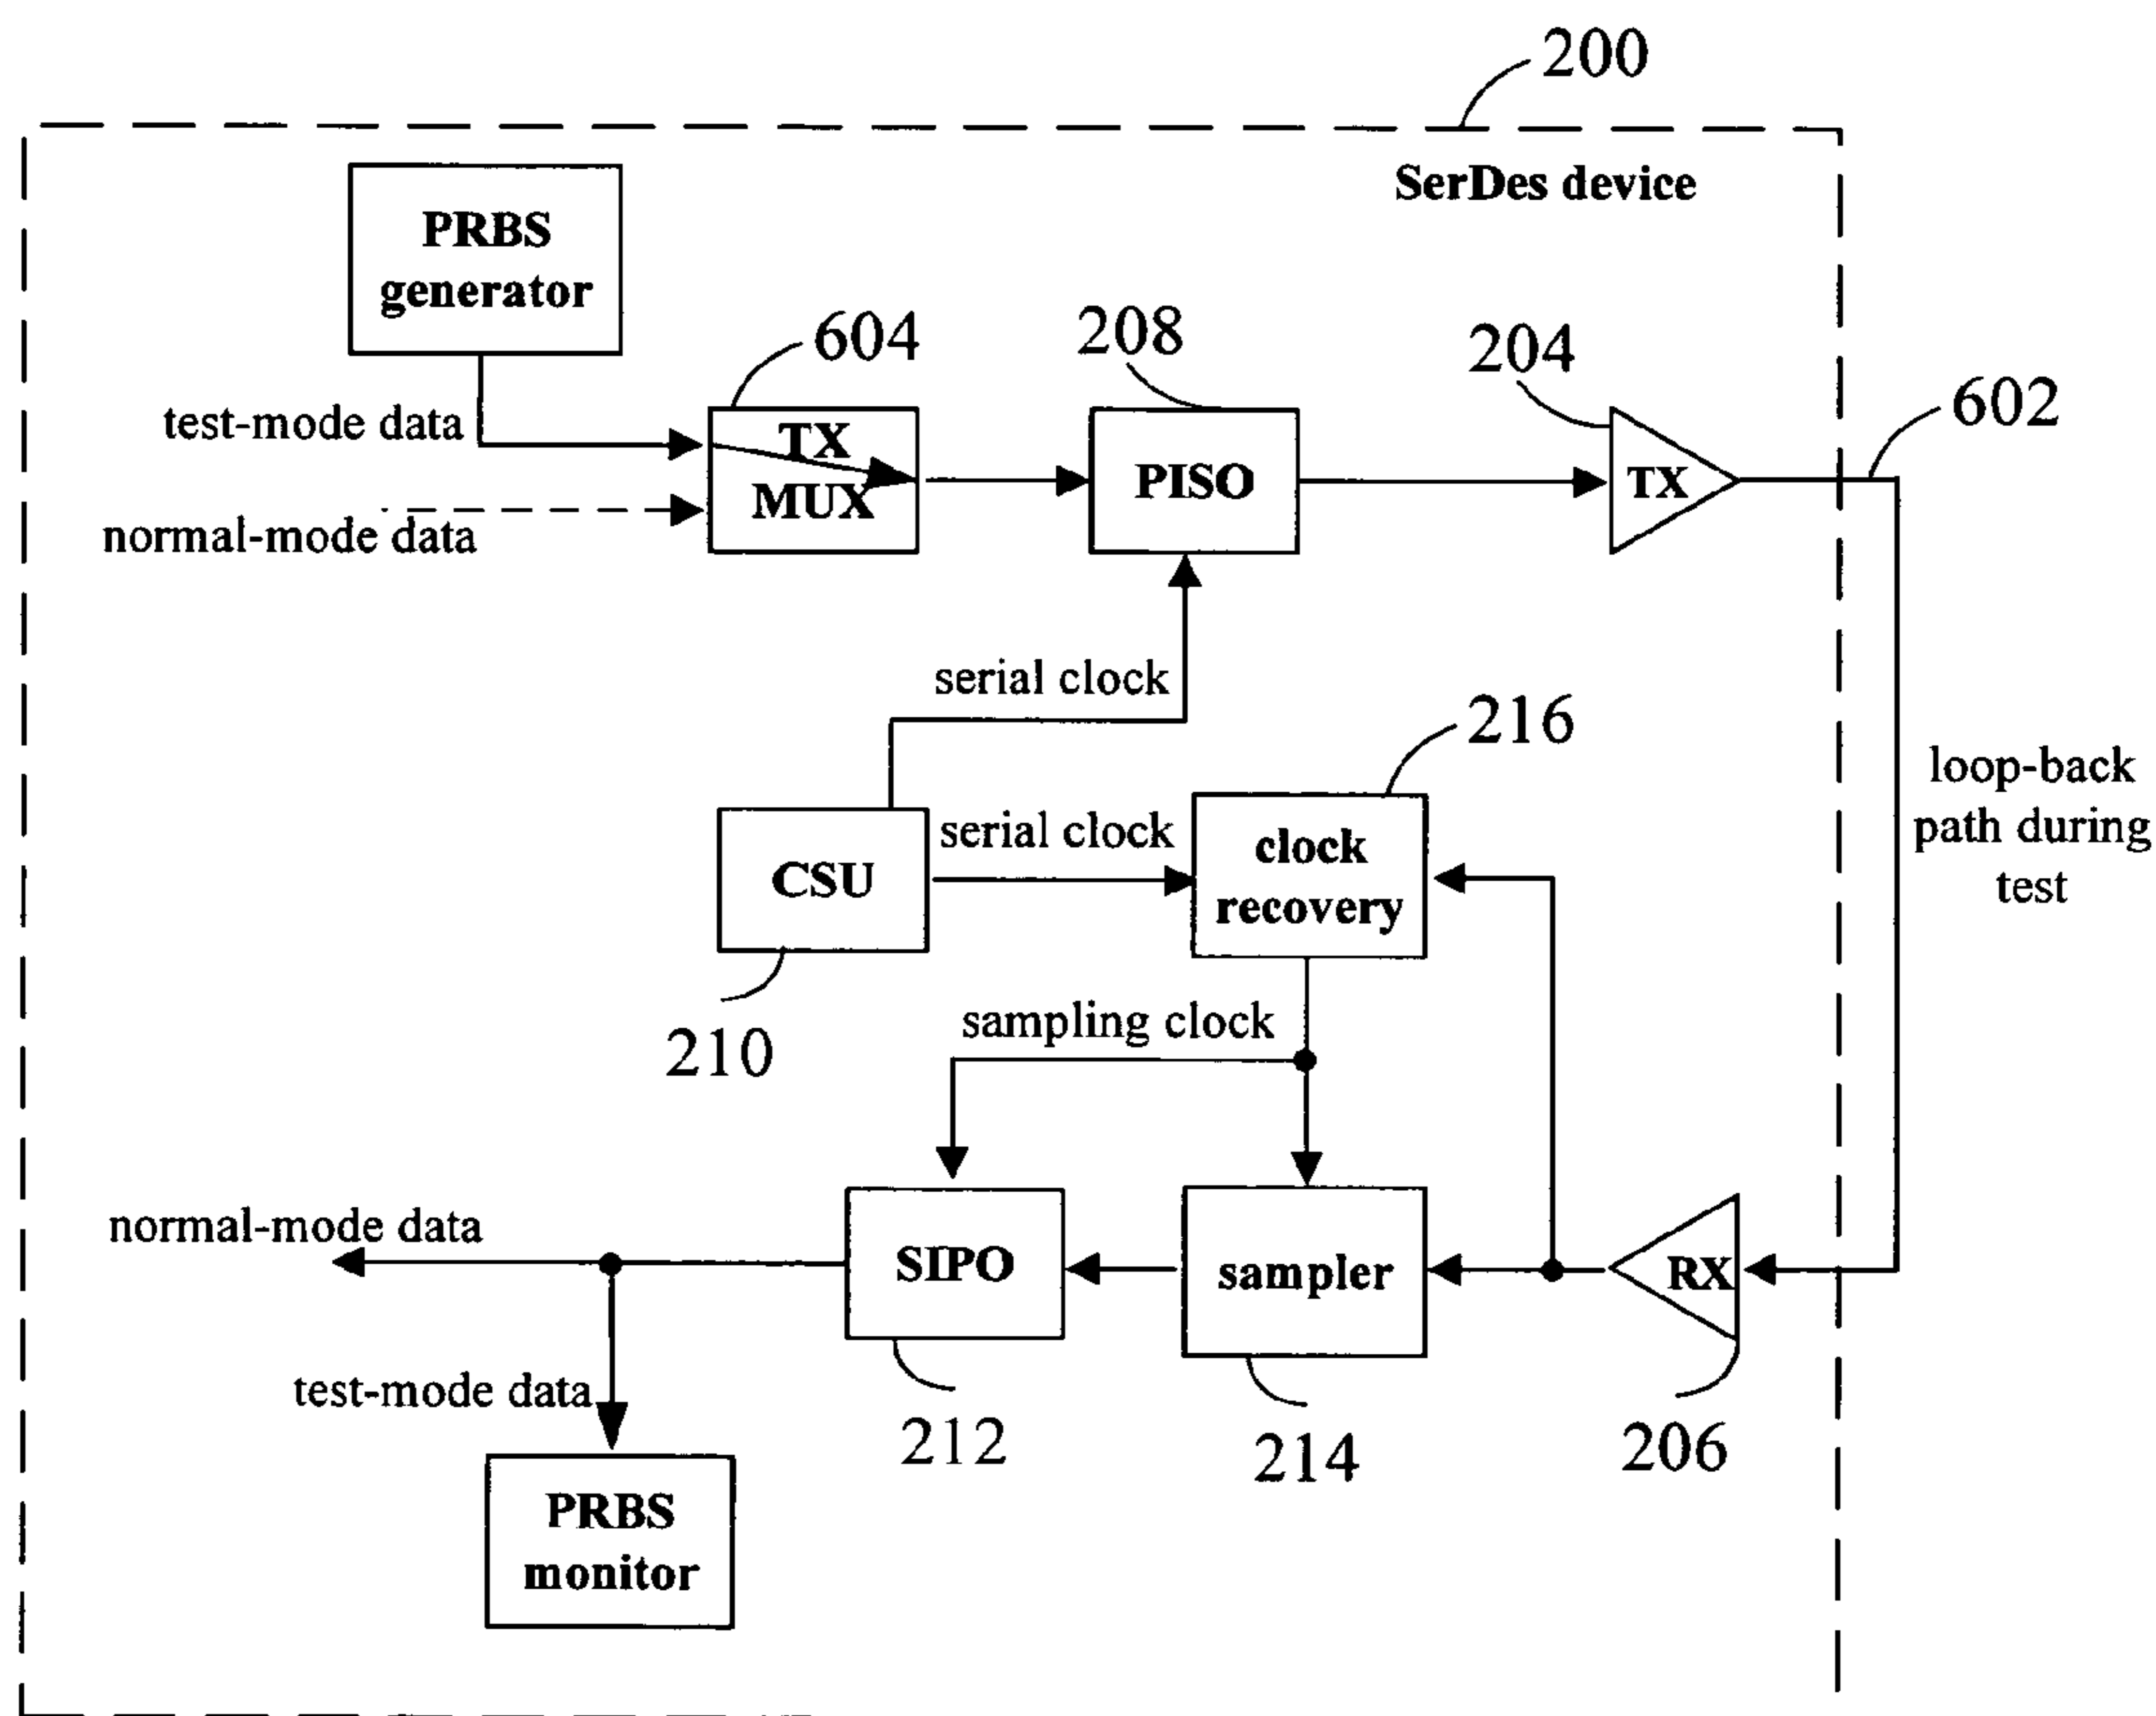 200
SerDes device
PRBS
generator
604
208
204
602
test-mode data
TX
MUX
PISO
TX
normal-mode data
serial clock
216
loop-back
path during
test
serial clock
clock
recovery
CSU
sampling clock
210
normal-mode data
SIPO
sampler
RX
test-mode data
212
214
206
PRBS
monitor